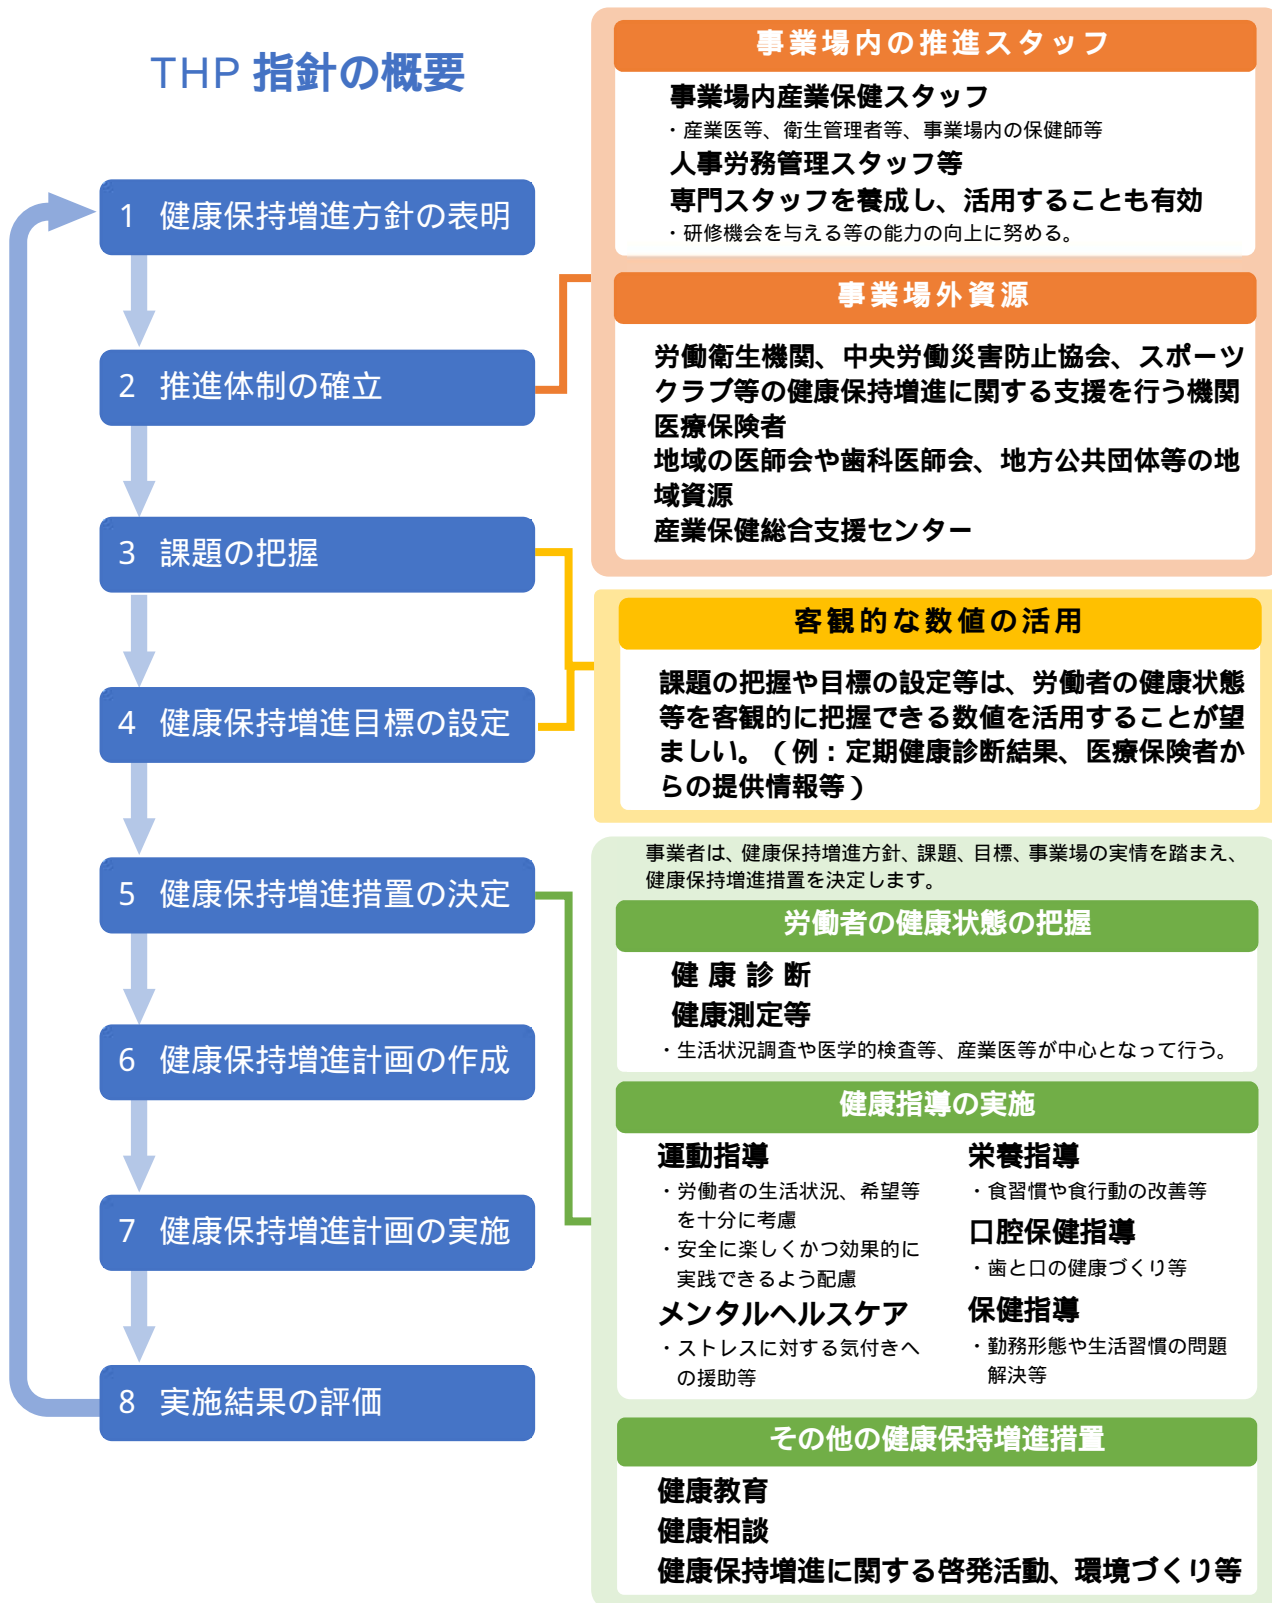 THP 指針の概要
1 健康保持増進方針の表明
2 推進体制の確立
3 課題の把握
4 健康保持増進目標の設定
5 健康保持増進措置の決定
6 健康保持増進計画の作成
7 健康保持増進計画の実施
8 実施結果の評価
事業場内の推進スタッフ
事業場内産業保健スタッフ
・産業医等、衛生管理者等、事業場内の保健師等
人事労務管理スタッフ等
専門スタッフを養成し、活用することも有効
・研修機会を与える等の能力の向上に努める。
事業場外資源
労働衛生機関、中央労働災害防止協会、スポーツ
クラブ等の健康保持増進に関する支援を行う機関
医療保険者
地域の医師会や歯科医師会、地方公共団体等の地
域資源
産業保健総合支援センター
客観的な数値の活用
課題の把握や目標の設定等は、労働者の健康状態
等を客観的に把握できる数値を活用することが望
ましい。（例：定期健康診断結果、医療保険者か
らの提供情報等）
事業者は、健康保持増進方針、課題、目標、事業場の実情を踏まえ、
健康保持増進措置を決定します。
労働者の健康状態の把握
健康診断
健康測定等
・生活状況調査や医学的検査等、産業医等が中心となって行う。
健康指導の実施
運動指導
・労働者の生活状況、希望等
を十分に考慮
・安全に楽しくかつ効果的に
実践できるよう配慮
メンタルヘルスケア
・ストレスに対する気付きへ
の援助等
栄養指導
・食習慣や食行動の改善等
口腔保健指導
・歯と口の健康づくり等
保健指導
・勤務形態や生活習慣の問題
解決等
その他の健康保持増進措置
健康教育
健康相談
健康保持増進に関する啓発活動、環境づくり等